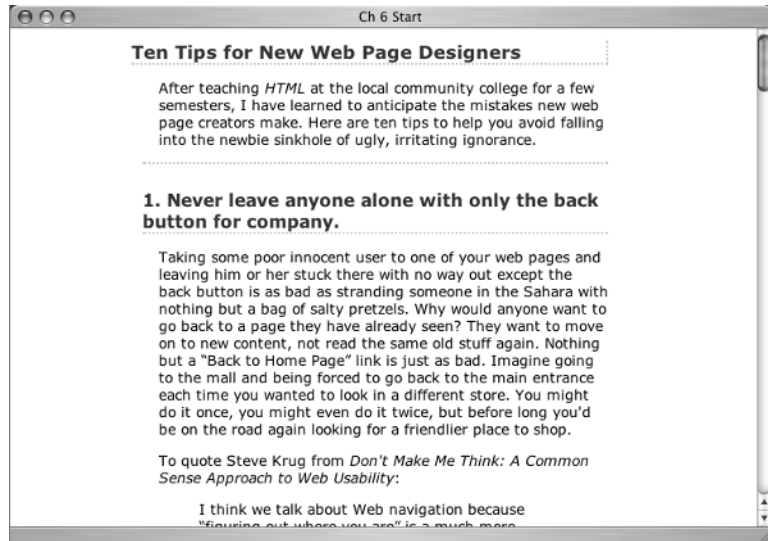 Ch 6 Start
Ten Tips for New Web Page Designers
After teaching HTML at the local community college for a few
semesters, I have learned to anticipate the mistakes new web
page creators make. Here are ten tips to help you avoid falling
into the newbie sinkhole of ugly, irritating ignorance.
1. Never leave anyone alone with only the back
button for company.
Taking some poor innocent user to one of your web pages and
leaving him or her stuck there with no way out except the
back button is as bad as stranding someone in the Sahara with
nothing but a bag of salty pretzels. Why would anyone want to
go back to a page they have already seen? They want to move
on to new content, not read the same old stuff again. Nothing
but a “Back to Home Page” link is just as bad. Imagine going
to the mall and being forced to go back to the main entrance
each time you wanted to look in a different store. You might
do it once, you might even do it twice, but before long you'd
be on the road again looking for a friendlier place to shop.
To quote Steve Krug from Don't Make Me Think: A Common
Sense Approach to Web Usability:
I think we talk about Web navigation because
“figuring out where you are” is a much more